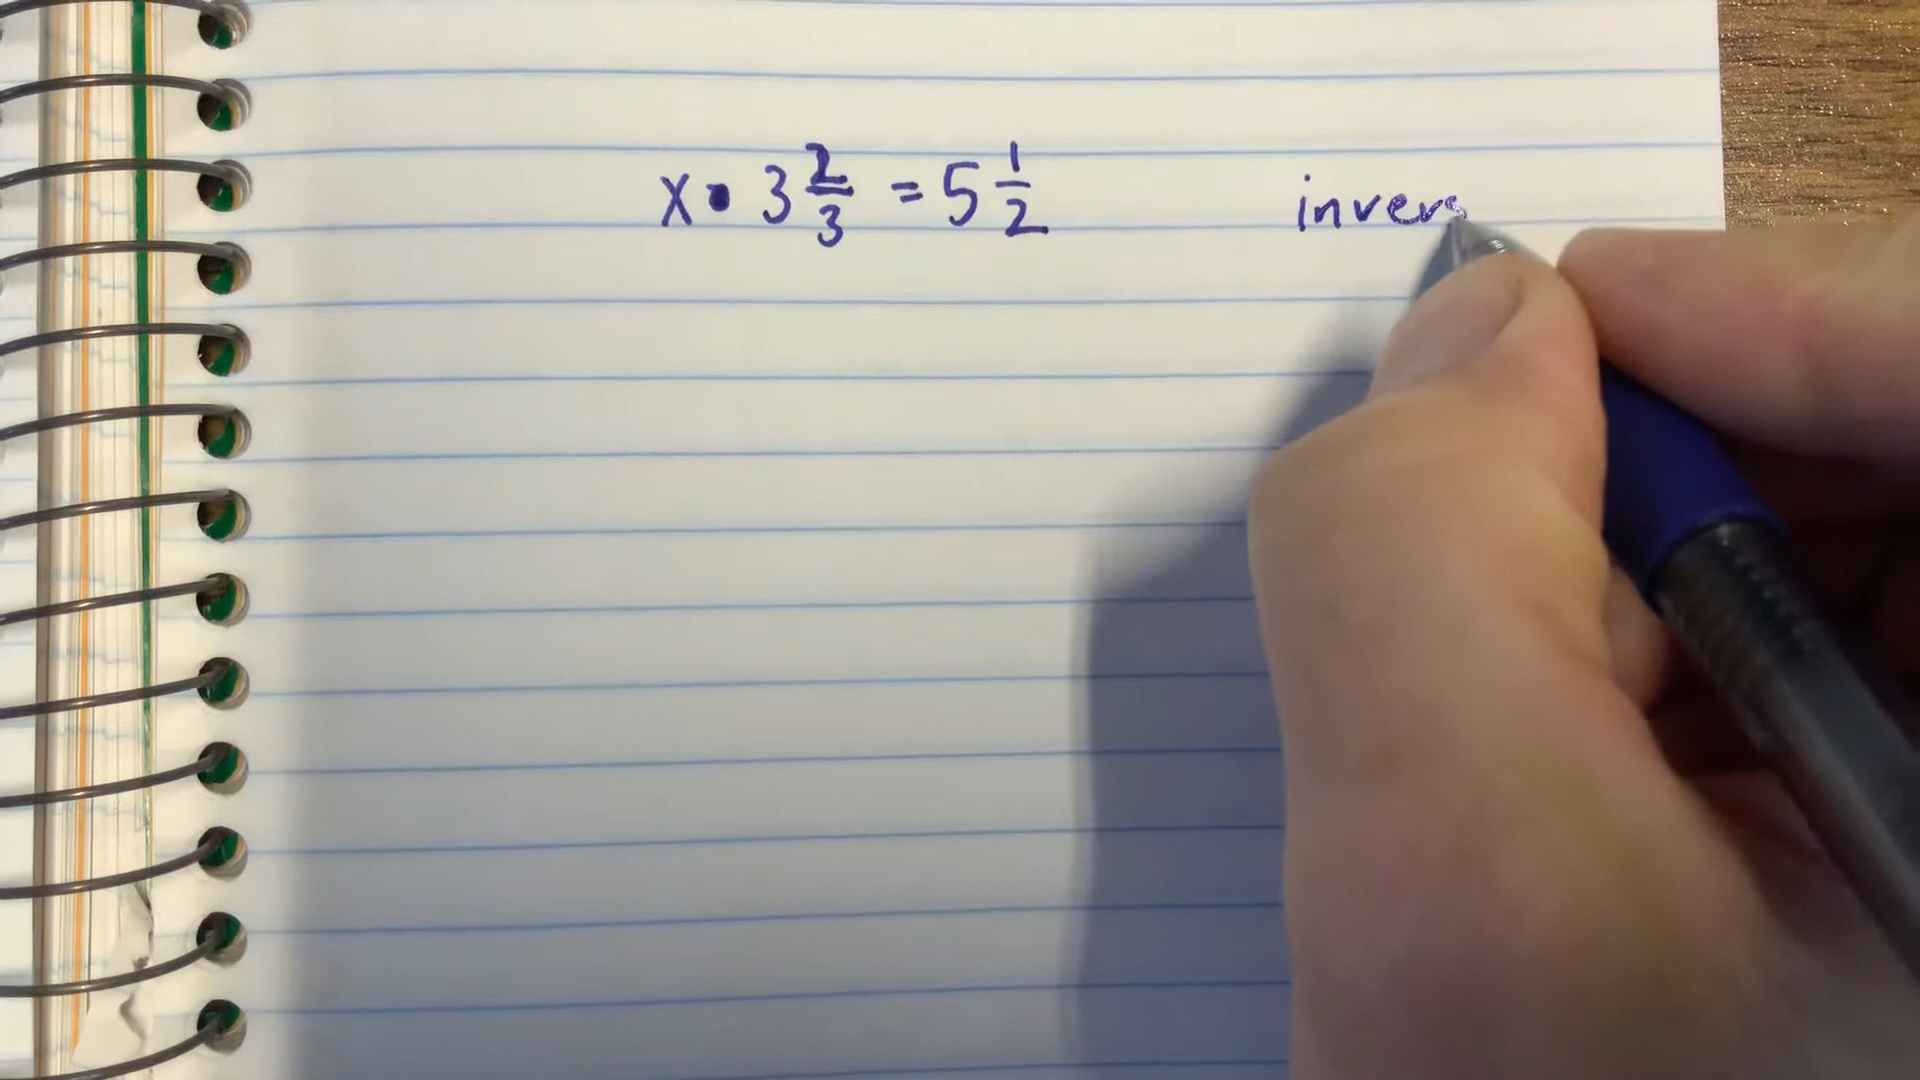 x • 3 2/3 = 5 1/2 invers